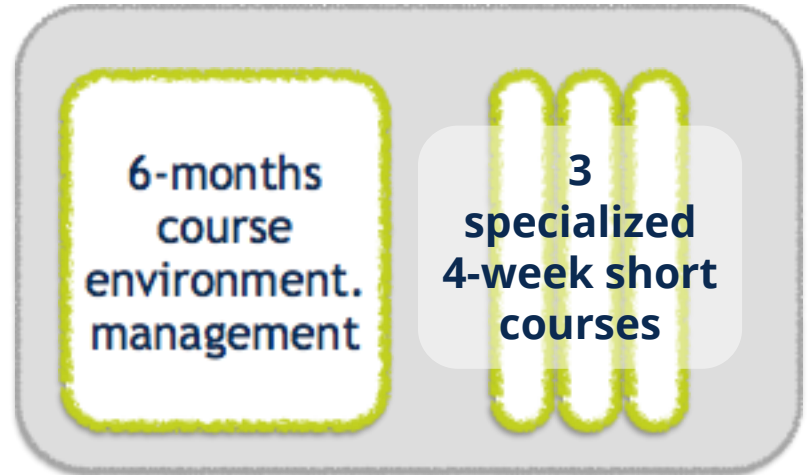 6-months
course
environment.
management
3
specialized
4-week short
courses